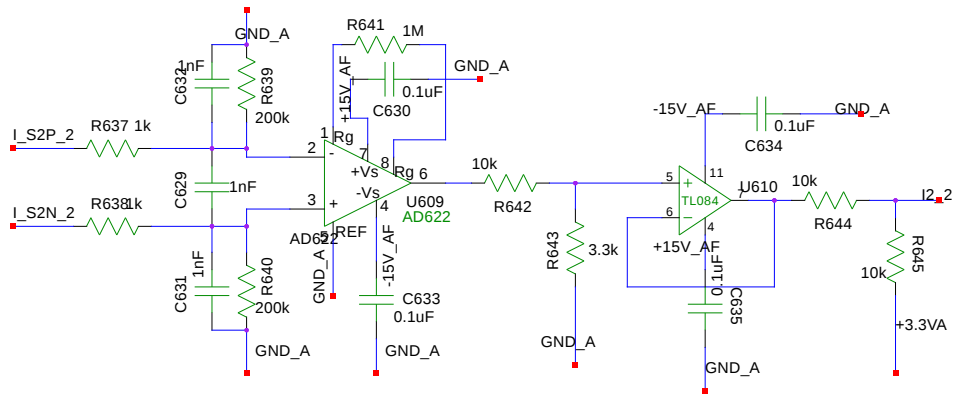 GND_A
R641
1M
1nF
C632
R639
200k
+15V_AF
C630
0.1uF
GND_A
I_S2P_2
R637 1k
1 Rg
2
-
7
+Vs
8 Rg
6
U609
AD622
-Vs
4
C629
1nF
I_S2N_2
R638 1k
3
+
AD622
5
REF
GND_A
-15V_AF
1nF
C631
R640
200k
GND_A
C633
0.1uF
GND_A
10k
R642
R643
3.3k
GND_A
-15V_AF
C634
0.1uF
GND_A
11
5
+
TL084
6
-
7
U610
4
+15V_AF
0.1uF
C635
GND_A
10k
R644
I2_2
R645
10k
+3.3VA